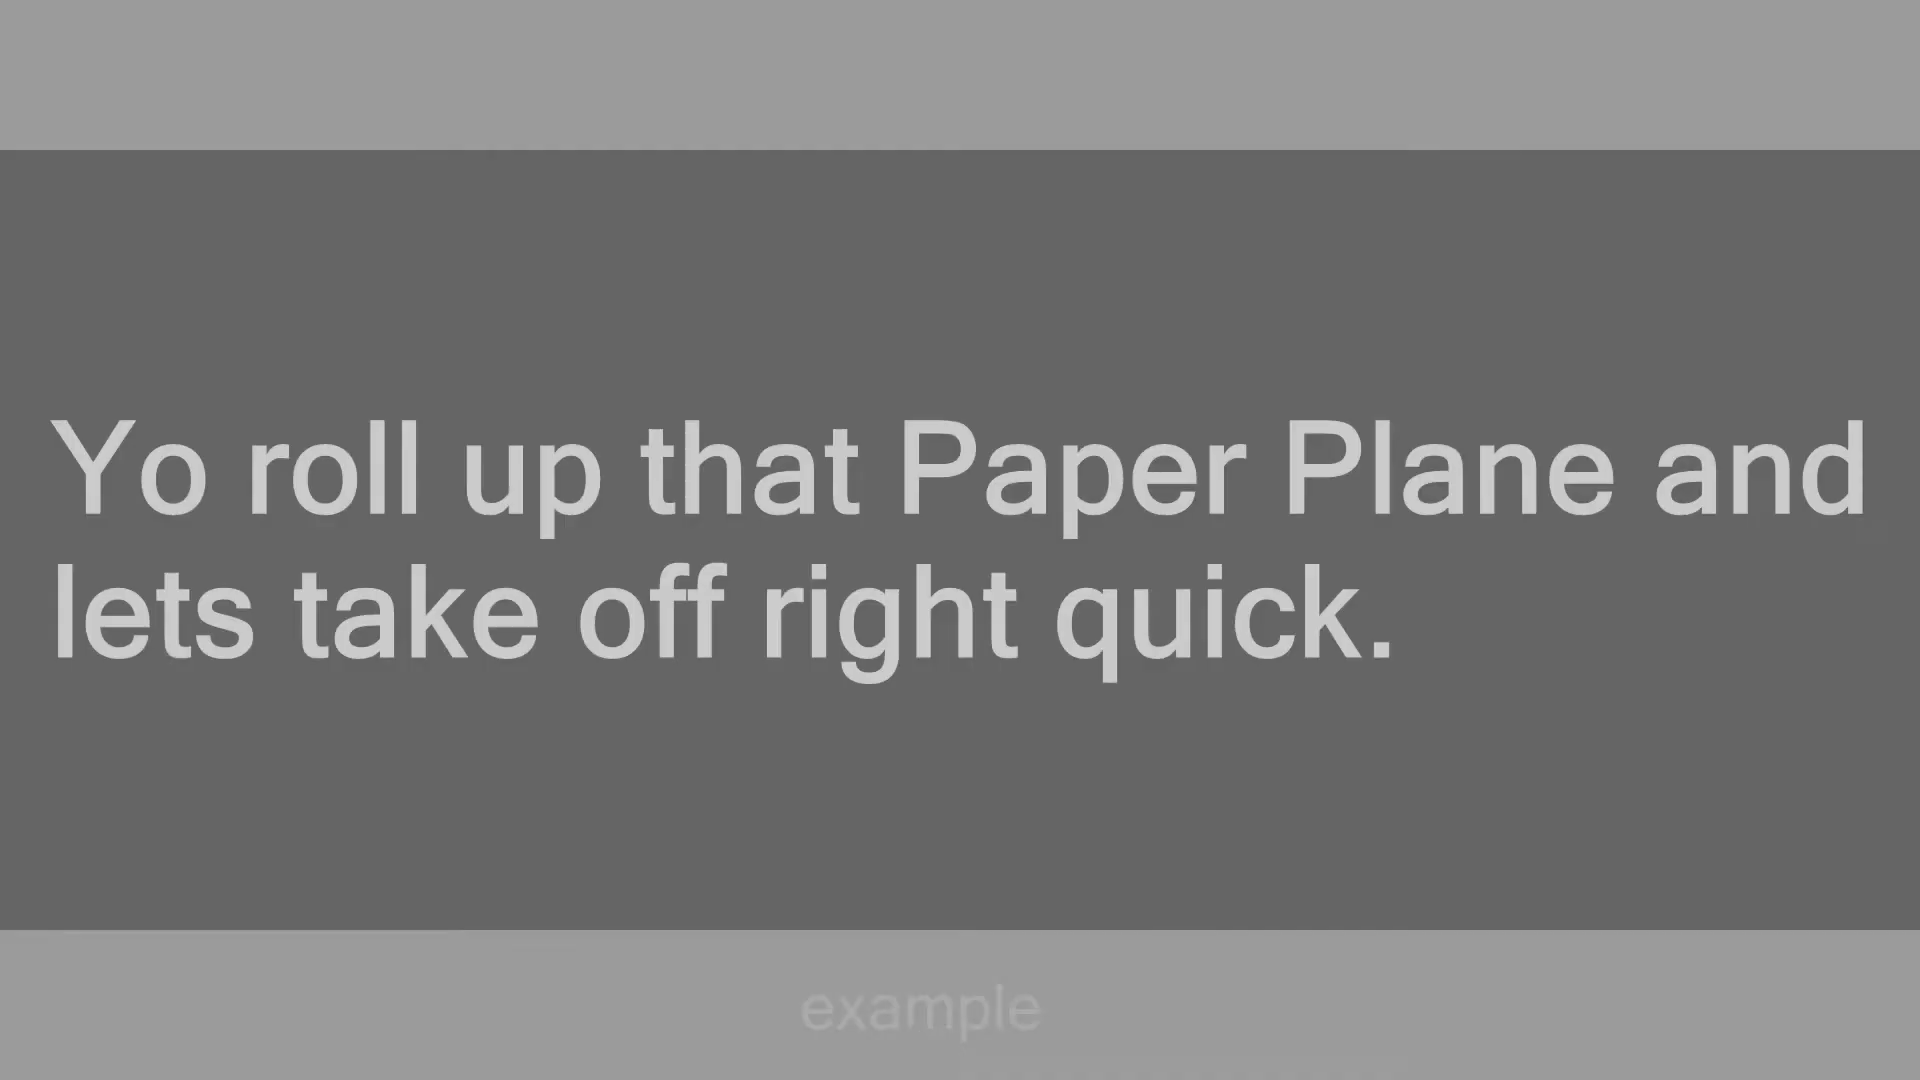 Yo roll up that Paper Plane and
lets take off right quick.
example